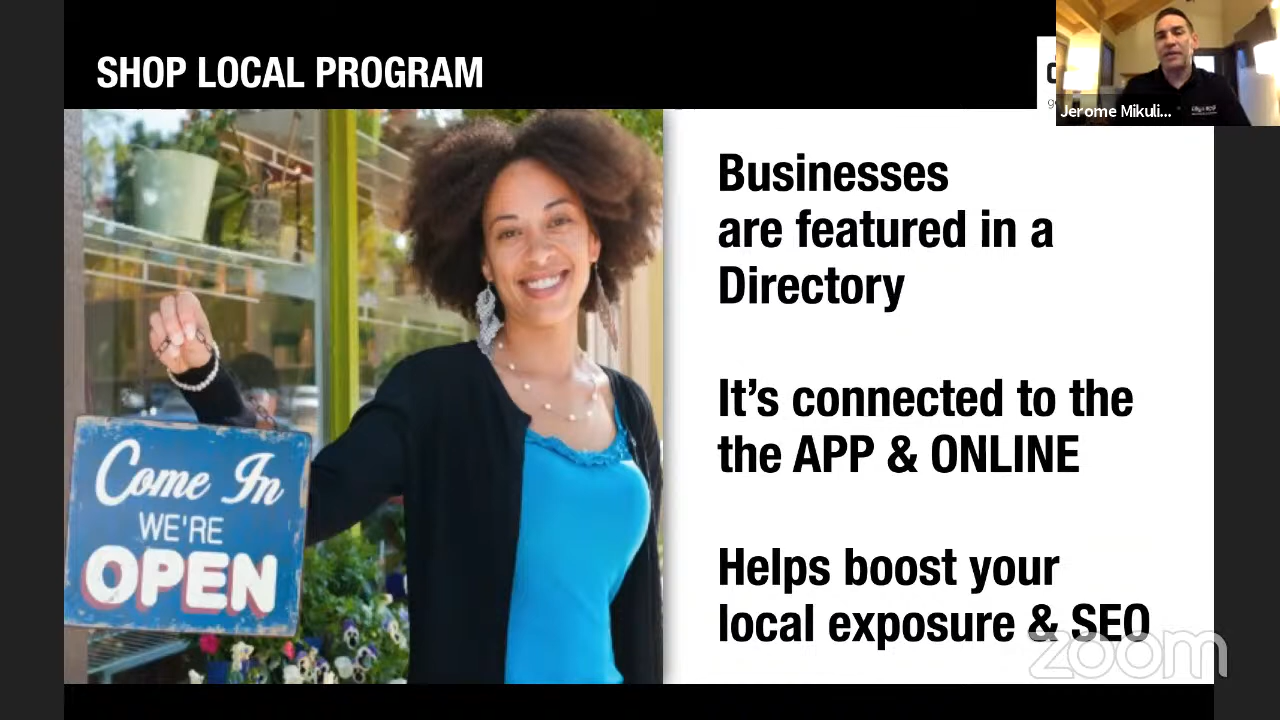 SHOP LOCAL PROGRAM
Jerome Mikuli...
Businesses
are featured in a
Directory
It’s connected to the
the APP & ONLINE
Helps boost your
local exposure & SEO
Come In
WE'RE
OPEN
zoom